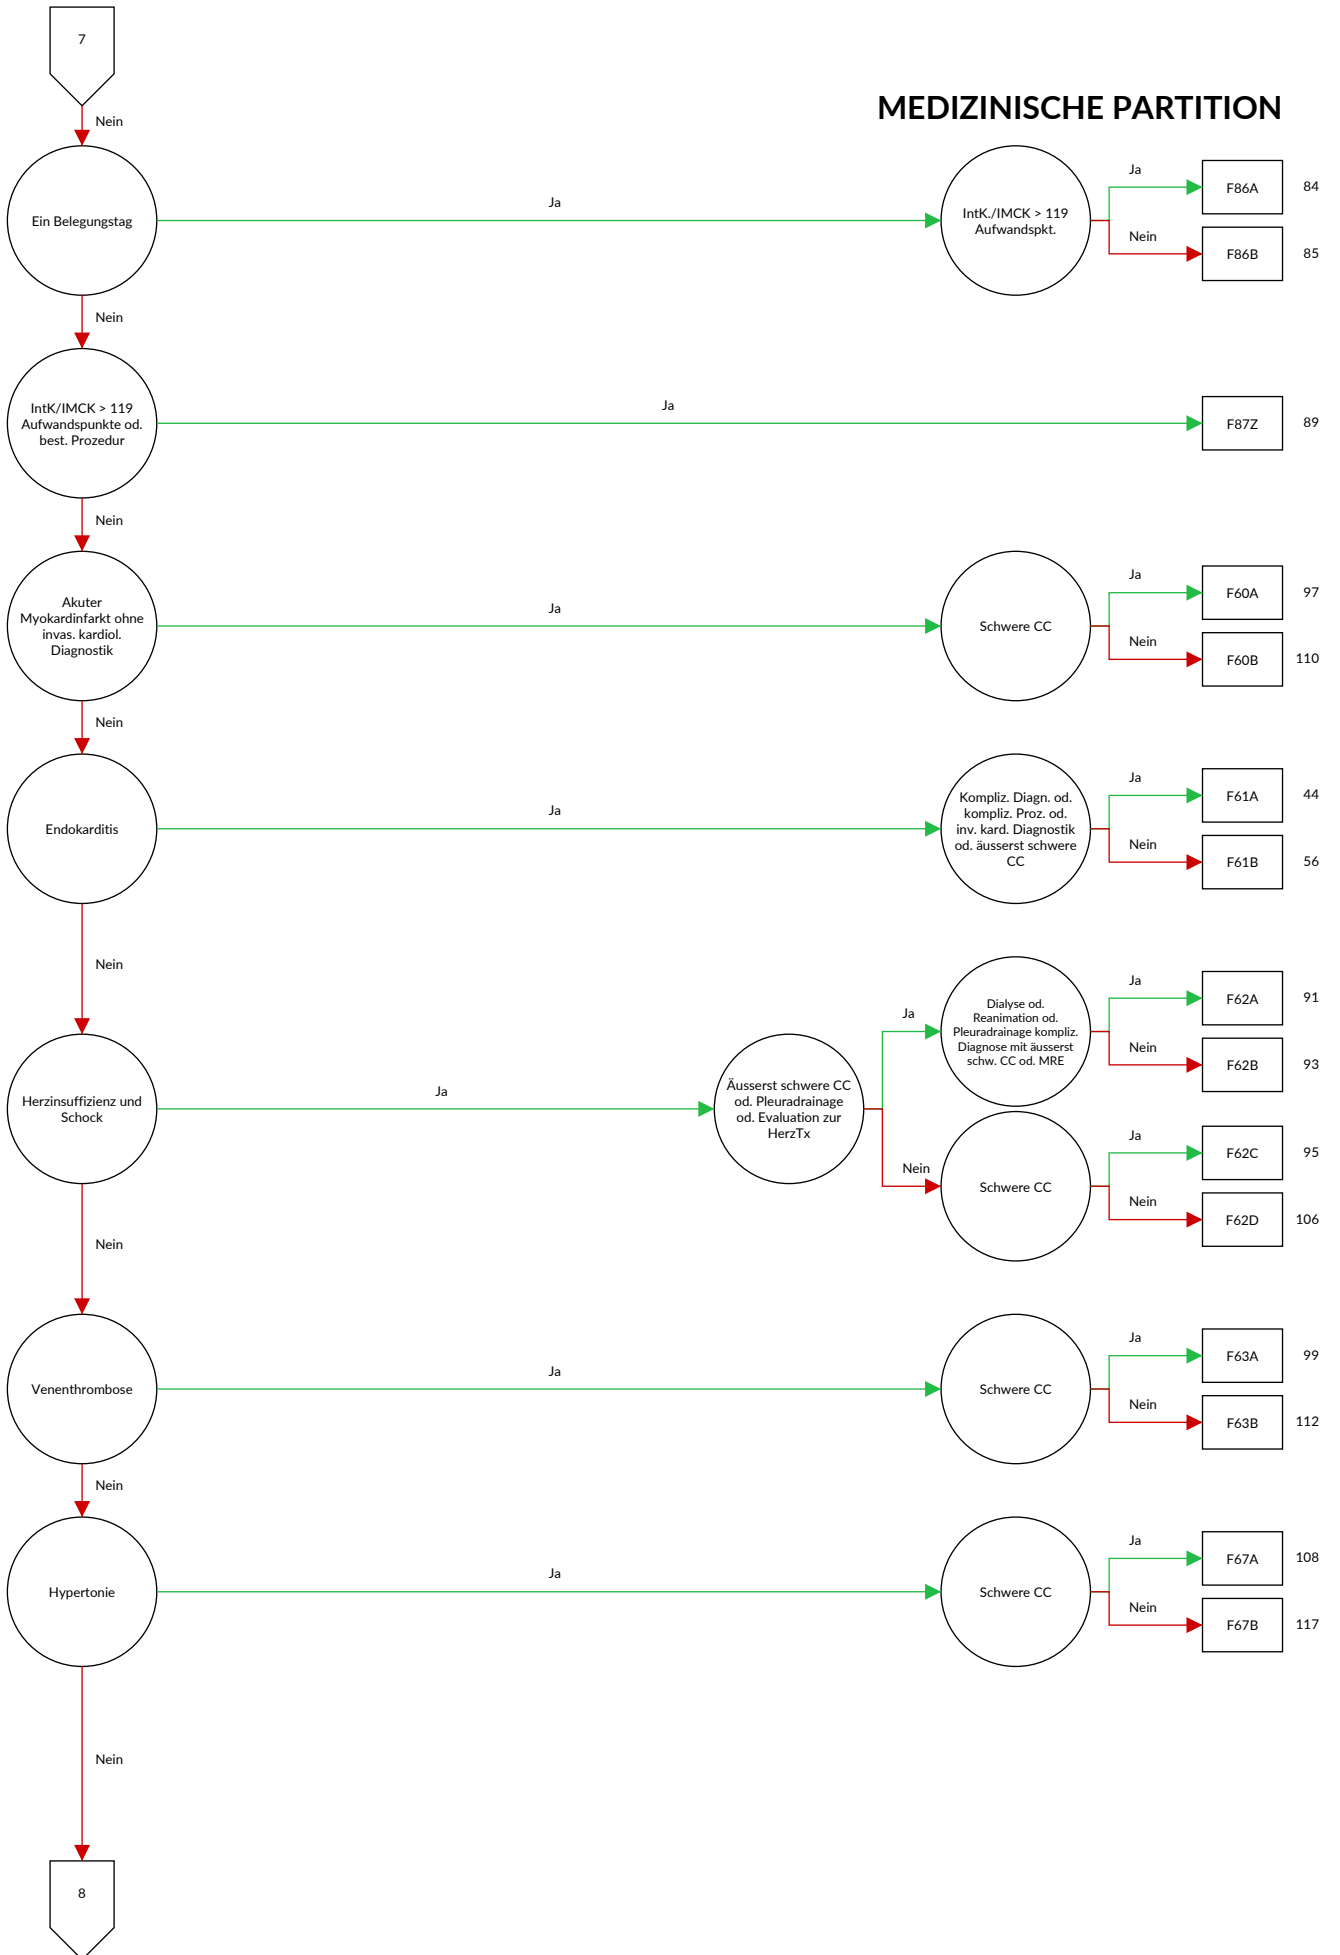 7
Nein
MEDIZINISCHE PARTITION
Ein Belegungstag
Ja
IntK./IMCK > 119
Aufwandspkt.
Ja
F86A
84
Nein
F86B
85
Nein
IntK/IMCK > 119
Aufwandspunkte od.
best. Prozedur
Ja
F87Z
89
Nein
Akuter
Myokardinfarkt ohne
invas. kardiol.
Diagnostik
Ja
Schwere CC
Ja
F60A
97
Nein
F60B
110
Nein
Endokarditis
Ja
Kompliz. Diagn. od.
kompliz. Proz. od.
inv. kard. Diagnostik
od. äusserst schwere
CC
Ja
F61A
44
Nein
F61B
56
Nein
Herzinsuffizienz und
Schock
Ja
Äusserst schwere CC
od. Pleuradrainage
od. Evaluation zur
HerzTx
Ja
Dialyse od.
Reanimation od.
Pleuradrainage kompliz.
Diagnose mit äusserst
schw. CC od. MRE
Ja
F62A
91
Nein
F62B
93
Nein
Schwere CC
Ja
F62C
95
Nein
F62D
106
Nein
Venenthrombose
Ja
Schwere CC
Ja
F63A
99
Nein
F63B
112
Nein
Hypertonie
Ja
Schwere CC
Ja
F67A
108
Nein
F67B
117
Nein
8